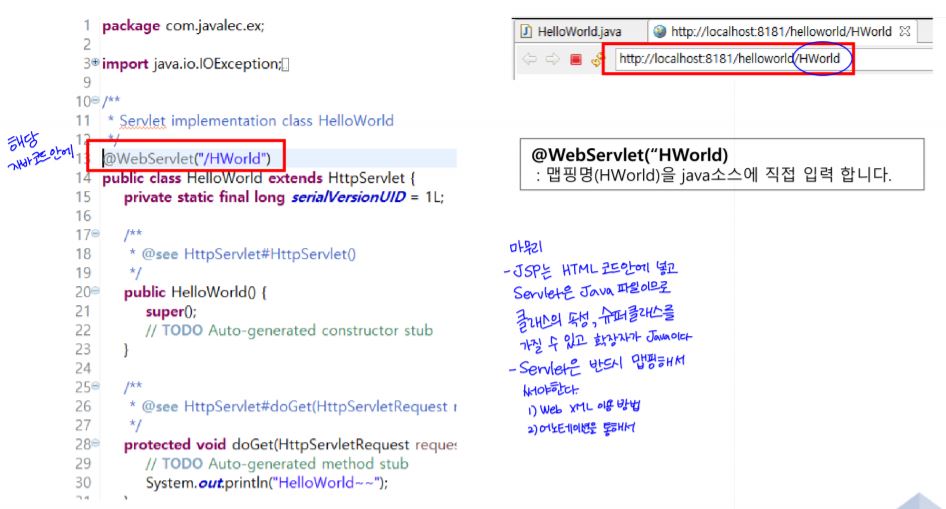 1 package com.javalec.ex;
2
3 import java.io.IOException;
9
10 /**
11 * Servlet implementation class HelloWorld
12 */
해당
자바코드안에
13 @WebServlet("/HWorld")
14 public class HelloWorld extends HttpServlet {
15 private static final long serialVersionUID = 1L;
16
17 /**
18 * @see HttpServlet#HttpServlet()
19 */
20 public HelloWorld() {
21 super();
22 // TODO Auto-generated constructor stub
23 }
24
25 /**
26 * @see HttpServlet#doGet(HttpServletRequest r
27 */
28 protected void doGet(HttpServletRequest reque
29 // TODO Auto-generated method stub
30 System.out.println("HelloWorld~~");
HelloWorld.java
http://localhost:8181/helloworld/HWorld
http://localhost:8181/helloworld/HWorld
@WebServlet(“HWorld)
: 맵핑명(HWorld)을 java소스에 직접 입력 합니다.
마무리
- JSP는 HTML 코드안에 넣고
Servlet은 Java 파일이므로
클래스의 속성, 슈퍼클래스를
가질 수 있고 확장자가 Java이다
- Servlet은 반드시 맵핑해서
써야한다.
1) Web XML 이용 방법
2) 어노테이션을 통해서